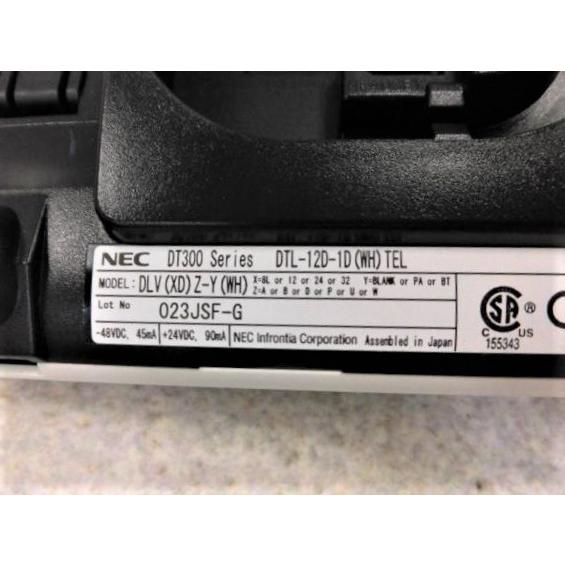 NEC DT300 Series DTL-12D-1D(WH)TEL
MODEL: DLV(XD)Z-Y(WH) X=8L or 12 or 24 or 32 Y=BLANK or PA or BT
Z=A or B or D or P or U or W
Lot No 023JSF-G
-48VDC, 45mA +24VDC, 90mA NEC Infrontia Corporation Assembled in Japan
SA ®
C US
155343